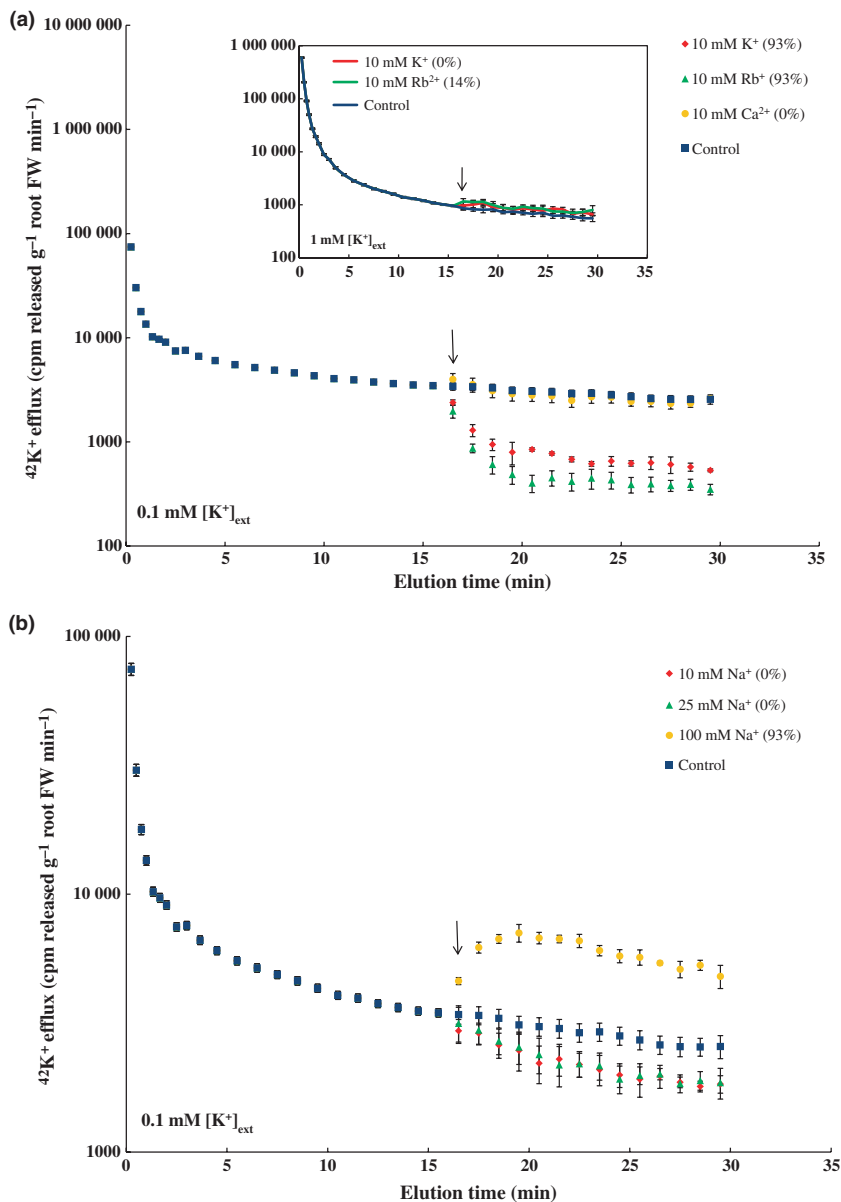 (a)
10 000 000
1 000 000
100 000
10 000
1000
100
⁴²K⁺ efflux (cpm released g⁻¹ root FW min⁻¹)
0 5 10 15 20 25 30 35
Elution time (min)
0.1 mM [K⁺]ext
1 000 000
100 000
10 000
1000
100
10 mM K⁺ (0%)
10 mM Rb²⁺ (14%)
Control
1 mM [K⁺]ext
0 5 10 15 20 25 30 35
10 mM K⁺ (93%)
10 mM Rb⁺ (93%)
10 mM Ca²⁺ (0%)
Control
(b)
100 000
10 000
1000
⁴²K⁺ efflux (cpm released g⁻¹ root FW min⁻¹)
10 mM Na⁺ (0%)
25 mM Na⁺ (0%)
100 mM Na⁺ (93%)
Control
0.1 mM [K⁺]ext
0 5 10 15 20 25 30 35
Elution time (min)